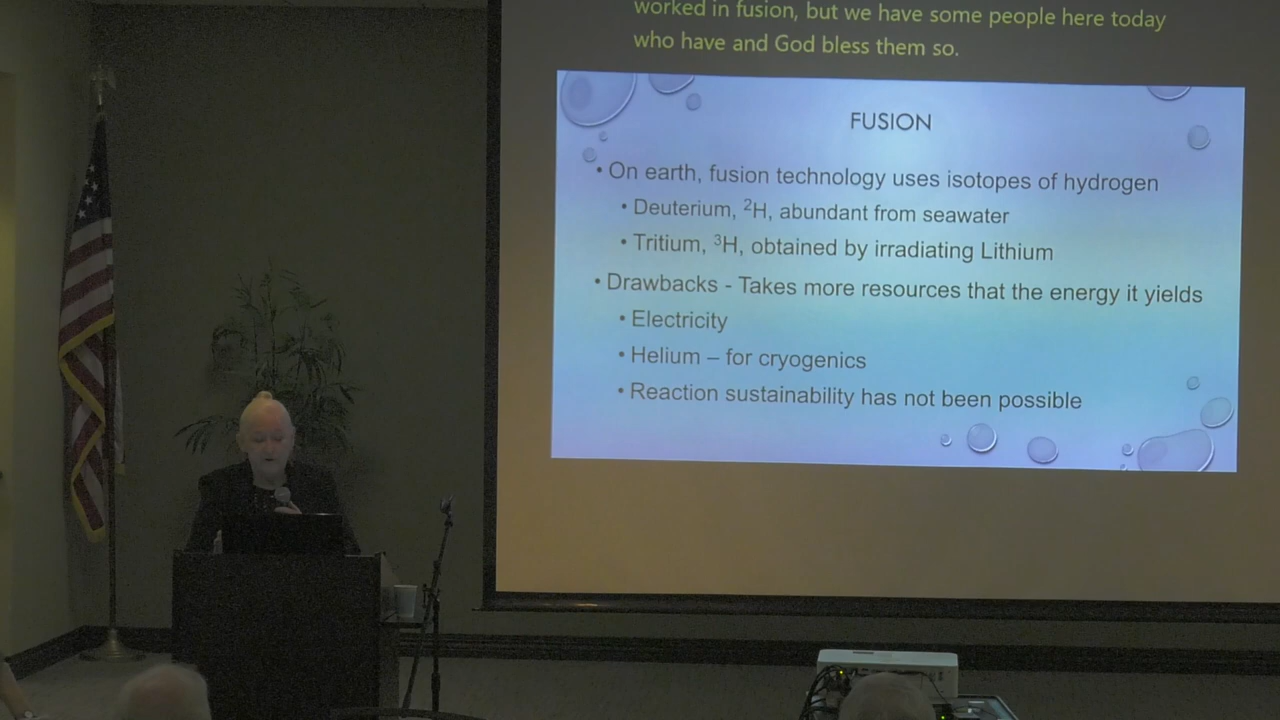 worked in fusion, but we have some people here today
who have and God bless them so.
FUSION
• On earth, fusion technology uses isotopes of hydrogen
• Deuterium, ²H, abundant from seawater
• Tritium, ³H, obtained by irradiating Lithium
• Drawbacks - Takes more resources that the energy it yields
• Electricity
• Helium – for cryogenics
• Reaction sustainability has not been possible